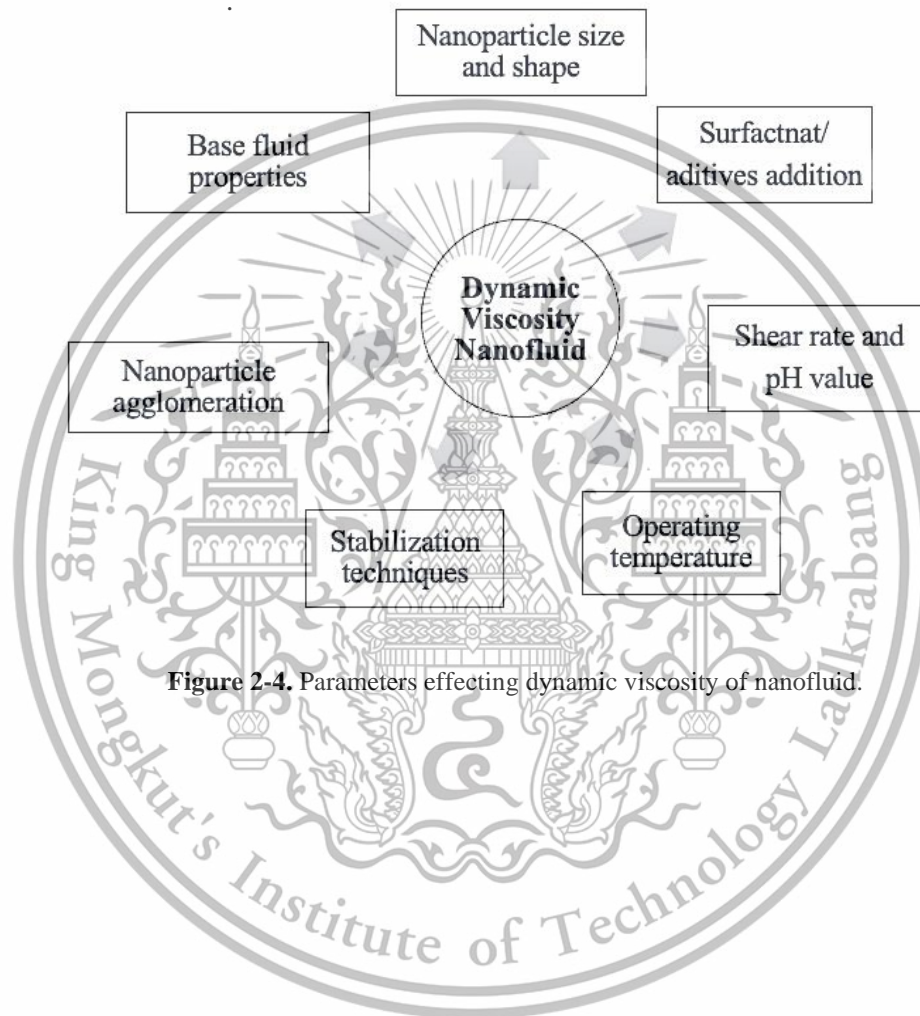 Nanoparticle size
and shape
Base fluid
properties
Surfactnat/
aditives addition
Dynamic
Viscosity
Nanofluid
Shear rate and
pH value
Nanoparticle
agglomeration
Stabilization
techniques
Operating
temperature
Figure 2-4. Parameters effecting dynamic viscosity of nanofluid.
King Mongkut's Institute of Technology Ladkrabang